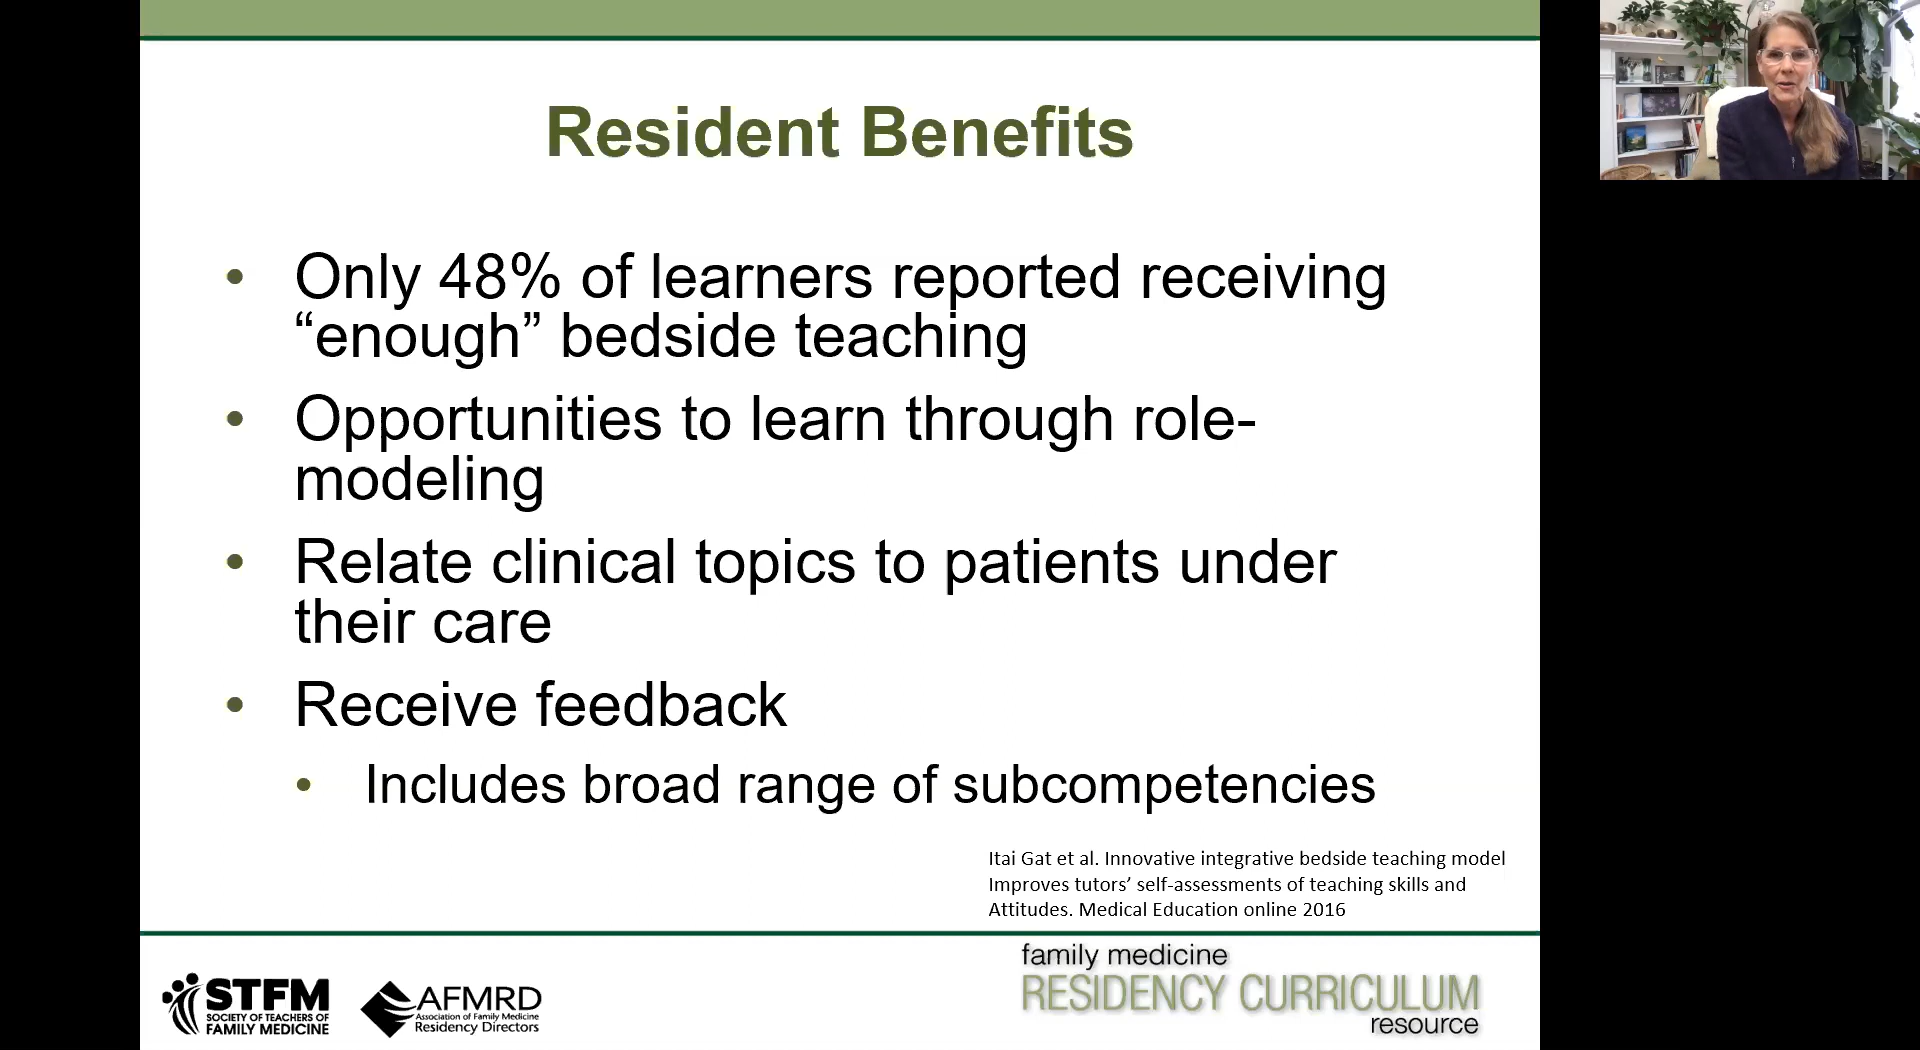 Resident Benefits
• Only 48% of learners reported receiving
“enough” bedside teaching
• Opportunities to learn through role-
modeling
• Relate clinical topics to patients under
their care
• Receive feedback
• Includes broad range of subcompetencies
Itai Gat et al. Innovative integrative bedside teaching model
Improves tutors’ self-assessments of teaching skills and
Attitudes. Medical Education online 2016
STFM
SOCIETY OF TEACHERS OF
FAMILY MEDICINE
AFMRD
Association of Family Medicine
Residency Directors
family medicine
RESIDENCY CURRICULUM
resource